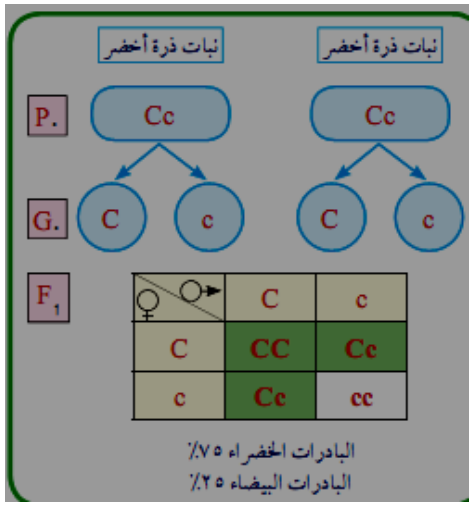 نبات ذرة أخضر نبات ذرة أخضر
P. Cc Cc
G. C c C c
F1
♀ ♂ C c
C CC Cc
c Cc cc
البادرات الخضراء ٧٥٪
البادرات البيضاء ٢٥٪